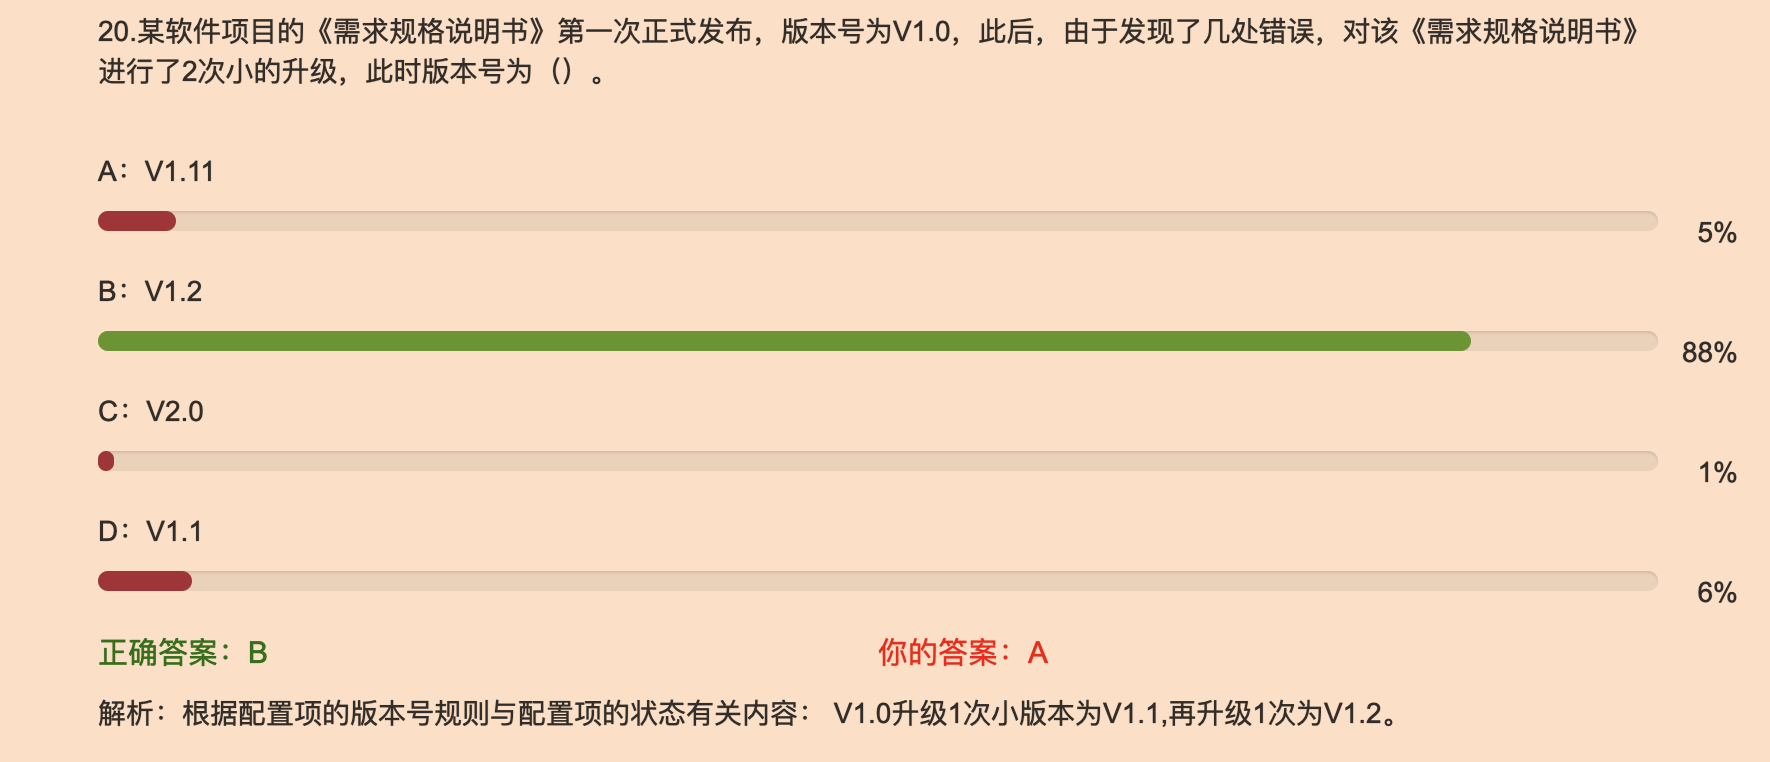 20.某软件项目的《需求规格说明书》第一次正式发布，版本号为V1.0，此后，由于发现了几处错误，对该《需求规格说明书》
进行了2次小的升级，此时版本号为（）。
A：V1.11
5%
B：V1.2
88%
C：V2.0
1%
D：V1.1
6%
正确答案：B
你的答案：A
解析：根据配置项的版本号规则与配置项的状态有关内容： V1.0升级1次小版本为V1.1,再升级1次为V1.2。